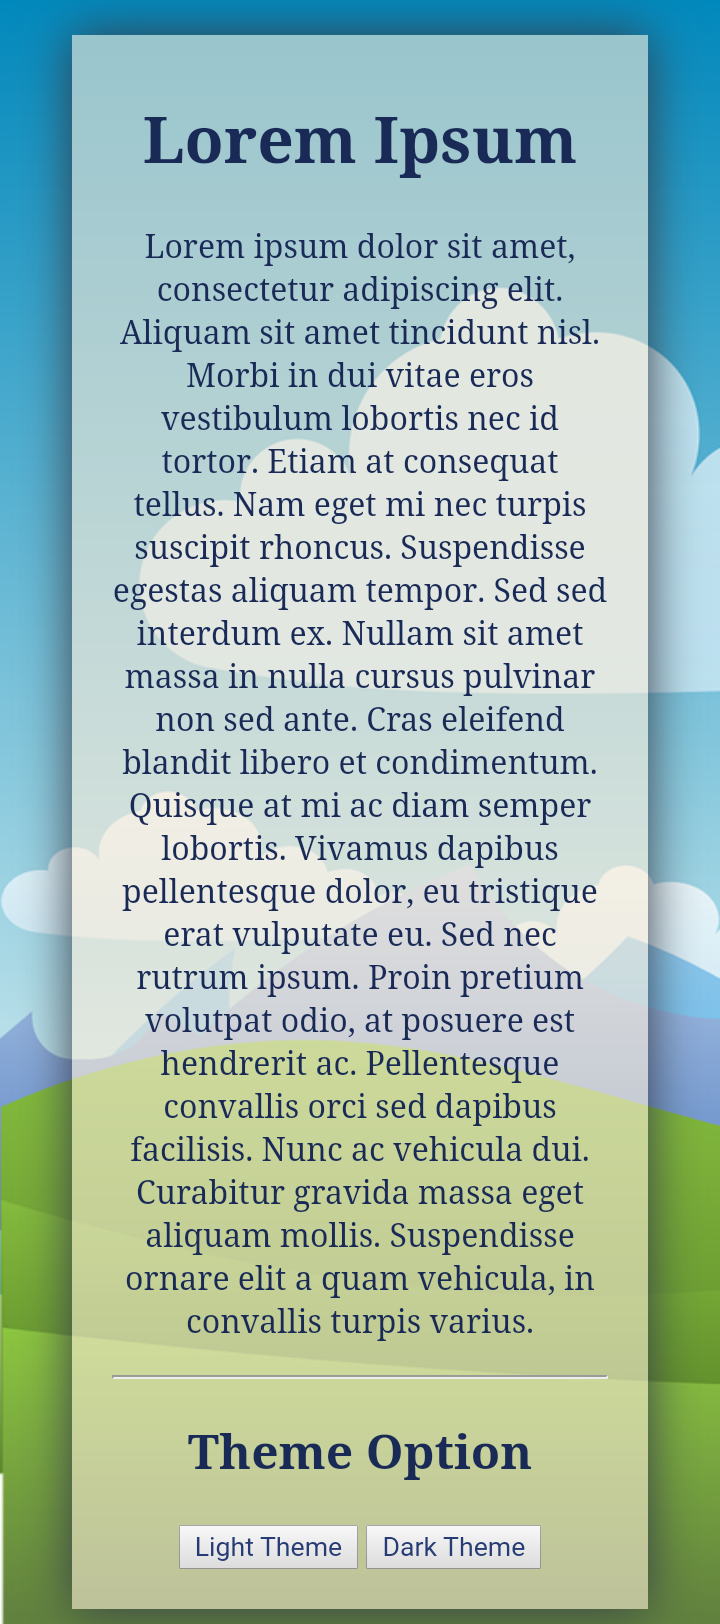 Lorem Ipsum
Lorem ipsum dolor sit amet,
consectetur adipiscing elit.
Aliquam sit amet tincidunt nisl.
Morbi in dui vitae eros
vestibulum lobortis nec id
tortor. Etiam at consequat
tellus. Nam eget mi nec turpis
suscipit rhoncus. Suspendisse
egestas aliquam tempor. Sed sed
interdum ex. Nullam sit amet
massa in nulla cursus pulvinar
non sed ante. Cras eleifend
blandit libero et condimentum.
Quisque at mi ac diam semper
lobortis. Vivamus dapibus
pellentesque dolor, eu tristique
erat vulputate eu. Sed nec
rutrum ipsum. Proin pretium
volutpat odio, at posuere est
hendrerit ac. Pellentesque
convallis orci sed dapibus
facilisis. Nunc ac vehicula dui.
Curabitur gravida massa eget
aliquam mollis. Suspendisse
ornare elit a quam vehicula, in
convallis turpis varius.
Theme Option
Light Theme Dark Theme